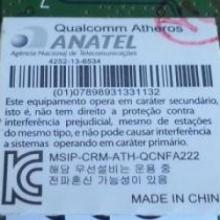 Qualcomm Atheros
ANATEL
Agência Nacional de Telecomunicações
4252-13-6534
(01)07898931331132
Este equipamento opera em caráter secundário,
isto é, não tem direito a proteção contra
interferência prejudicial, mesmo de estações
do mesmo tipo, e não pode causar interferência
a sistemas operando em caráter primário.
MSIP-CRM-ATH-QCNFA222
해당 무선설비는 운용 중
전파혼신 가능성이 있음